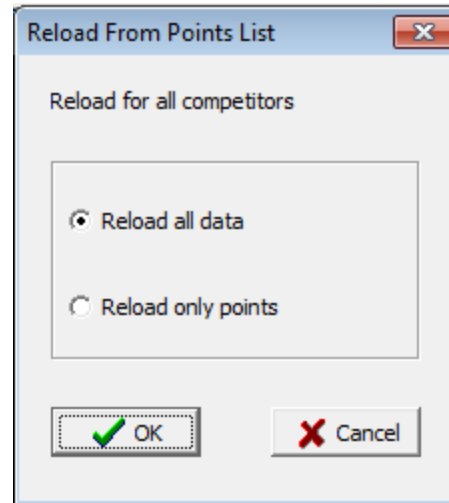 Reload From Points List
Reload for all competitors
Reload all data
Reload only points
OK
Cancel